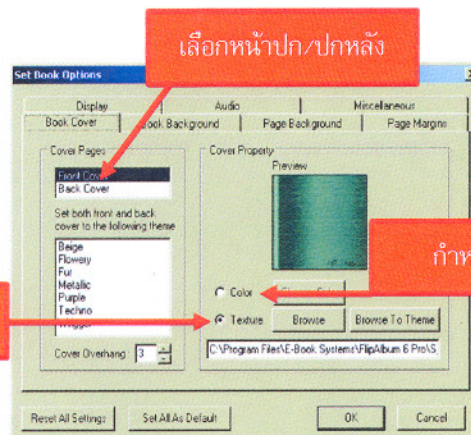 เลือกหน้าปก/ปกหลัง
Set Book Options
Display Audio Miscellaneous
Book Cover Book Background Page Background Page Margins
Cover Pages
Front Cover
Back Cover
Set both front and back
cover to the following theme
Beige
Flowery
Fur
Metallic
Purple
Techno
Cover Overhang 3
Cover Property
Preview
กำห
Color
Texture Browse Browse To Theme
C:\Program Files\E-Book Systems\FlipAlbum 6 Pro\S
Reset All Settings Set All As Default OK Cancel